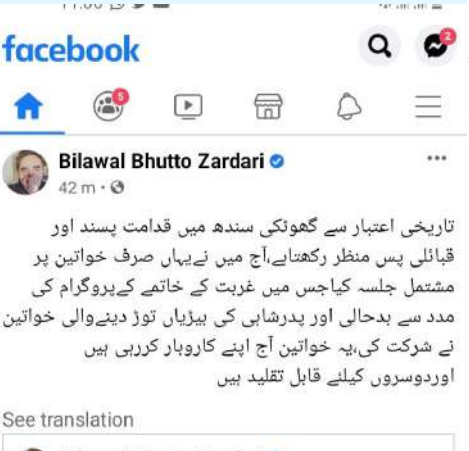 facebook
2
5
Bilawal Bhutto Zardari
42 m
تاریخی اعتبار سے گھوٹکی سندھ میں قدامت پسند اور
قبائلی پس منظر رکھتاہے،آج میں نےیہاں صرف خواتین پر
مشتمل جلسہ کیاجس میں غربت کے خاتمے کےپروگرام کی
مدد سے بدحالی اور پدرشاہی کی بیڑیاں توڑ دینےوالی خواتین
نے شرکت کی،یہ خواتین آج اپنے کاروبار کررہی ہیں
اوردوسروں کیلئے قابل تقلید ہیں
See translation